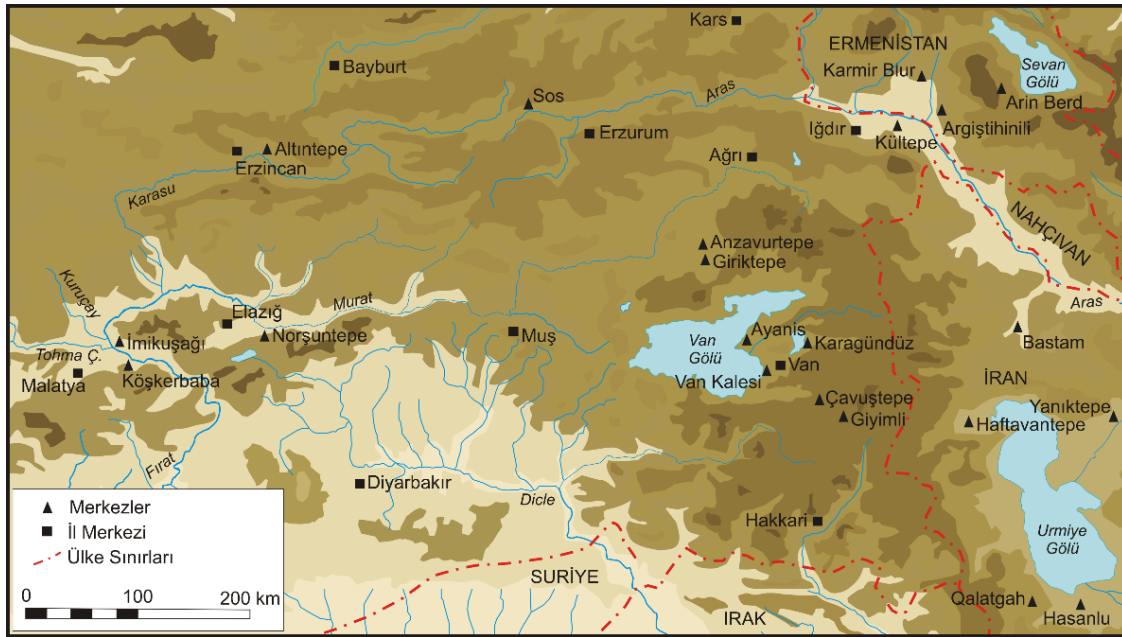 Kars
ERMENİSTAN
Sevan
Gölü
Bayburt
Karmir Blur
Sos
Aras
Arin Berd
Erzurum
Iğdır
Argiştihinili
Kültepe
Altıntepe
Erzincan
Ağrı
Karasu
NAHÇIVAN
Anzavurtepe
Giriktepe
Kuruçay
Murat
Aras
Elazığ
İmikuşağı
Norşuntepe
Muş
Ayanis
Karagündüz
Bastam
Tohma Ç.
Van
Gölü
Van
Malatya
Köşkerbaba
Van Kalesi
İRAN
Çavuştepe
Giyimli
Yanıktepe
Haftavantepe
Fırat
Diyarbakır
Dicle
Hakkari
Urmiye
Gölü
SURİYE
IRAK
Qalatgah
Hasanlu
Merkezler
İl Merkezi
Ülke Sınırları
0 100 200 km